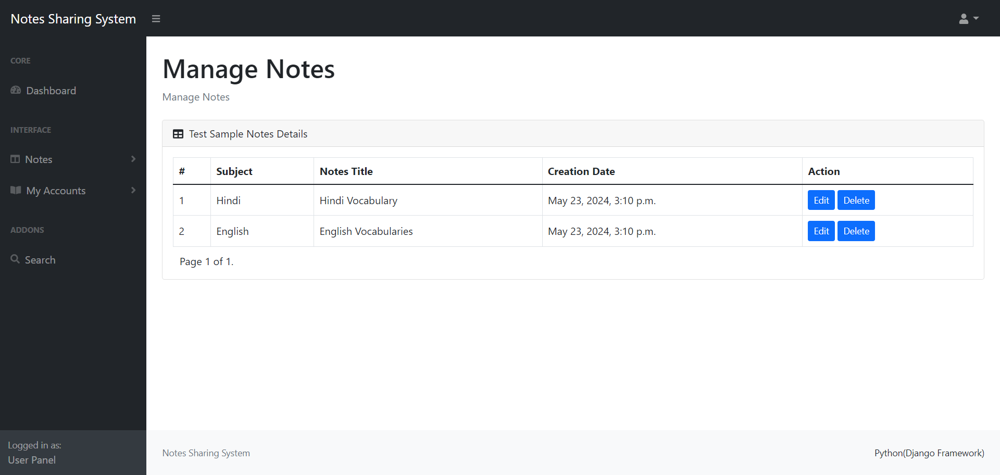 Notes Sharing System
CORE
Dashboard
INTERFACE
Notes
My Accounts
ADDONS
Search
Logged in as:
User Panel
Manage Notes
Manage Notes
Test Sample Notes Details
# Subject Notes Title Creation Date Action
1 Hindi Hindi Vocabulary May 23, 2024, 3:10 p.m. Edit Delete
2 English English Vocabularies May 23, 2024, 3:10 p.m. Edit Delete
Page 1 of 1.
Notes Sharing System Python(Django Framework)